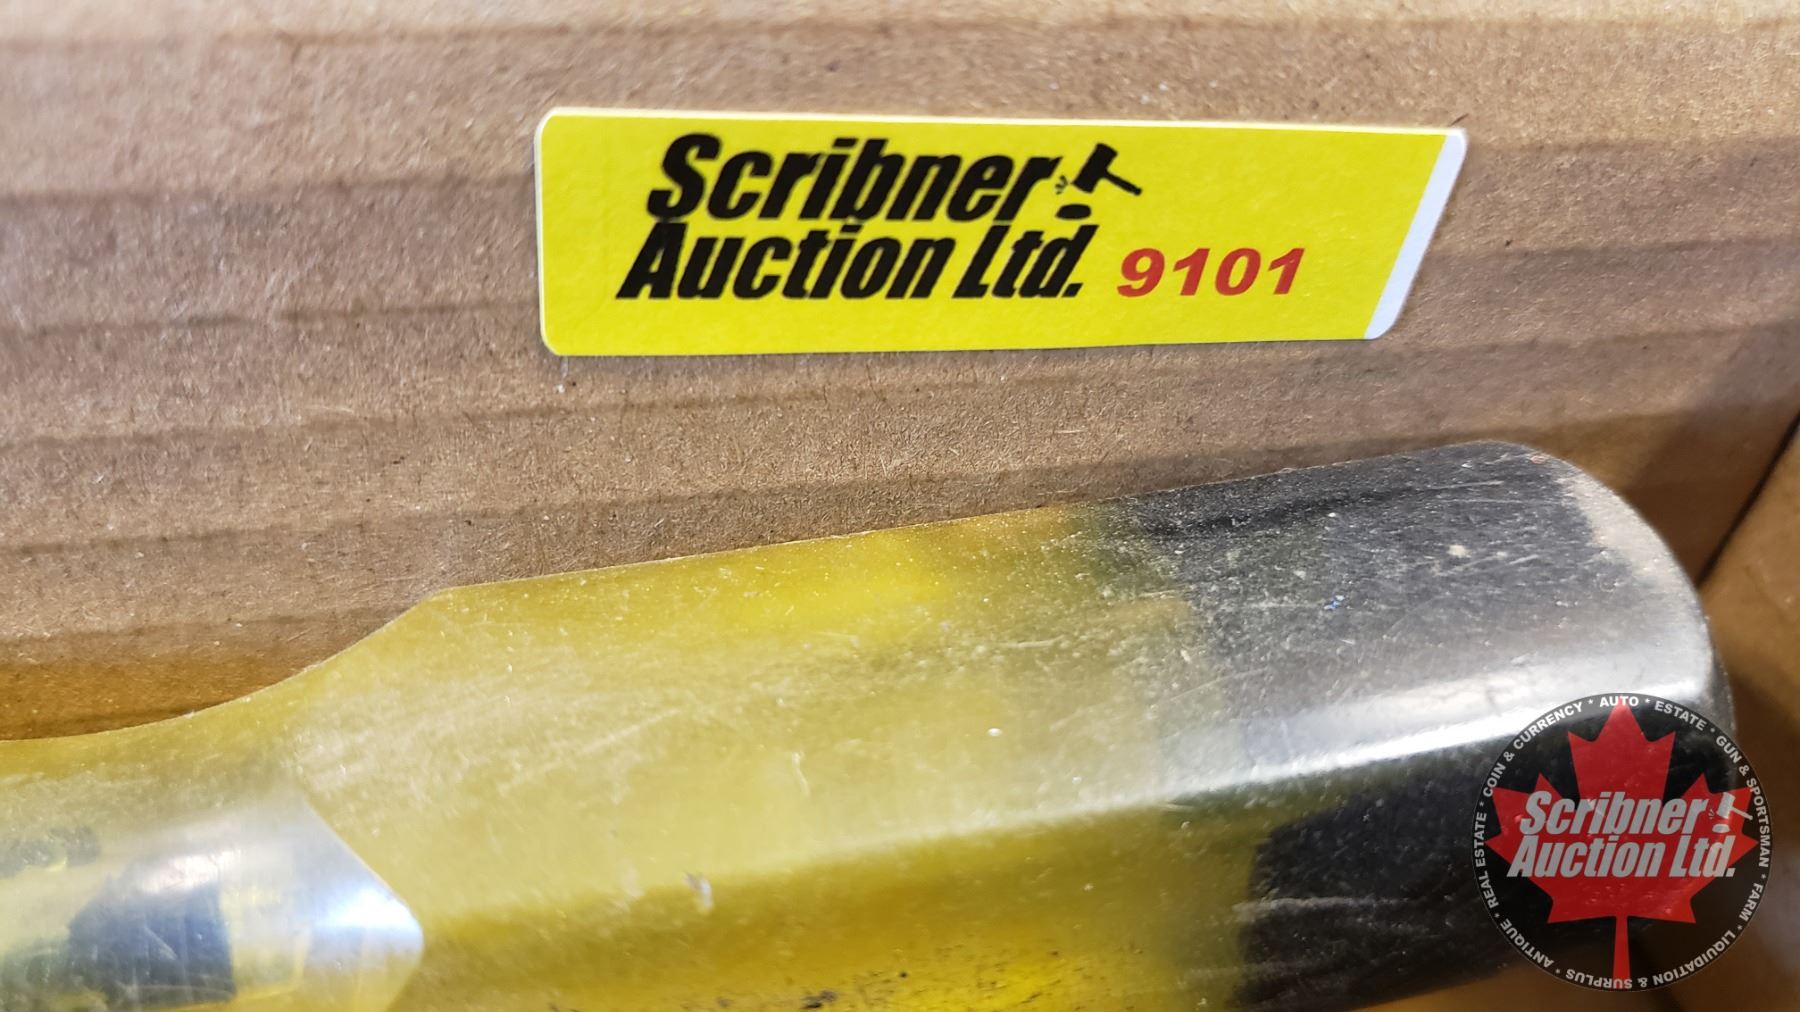 Scribner
Auction Ltd. 9101
COIN & CURRENCY * AUTO * ESTATE * GUN & SPORTSMAN * FARM * LIQUIDATION & SURPLUS * ANTIQUE * REAL ESTATE *
Scribner
Auction Ltd.